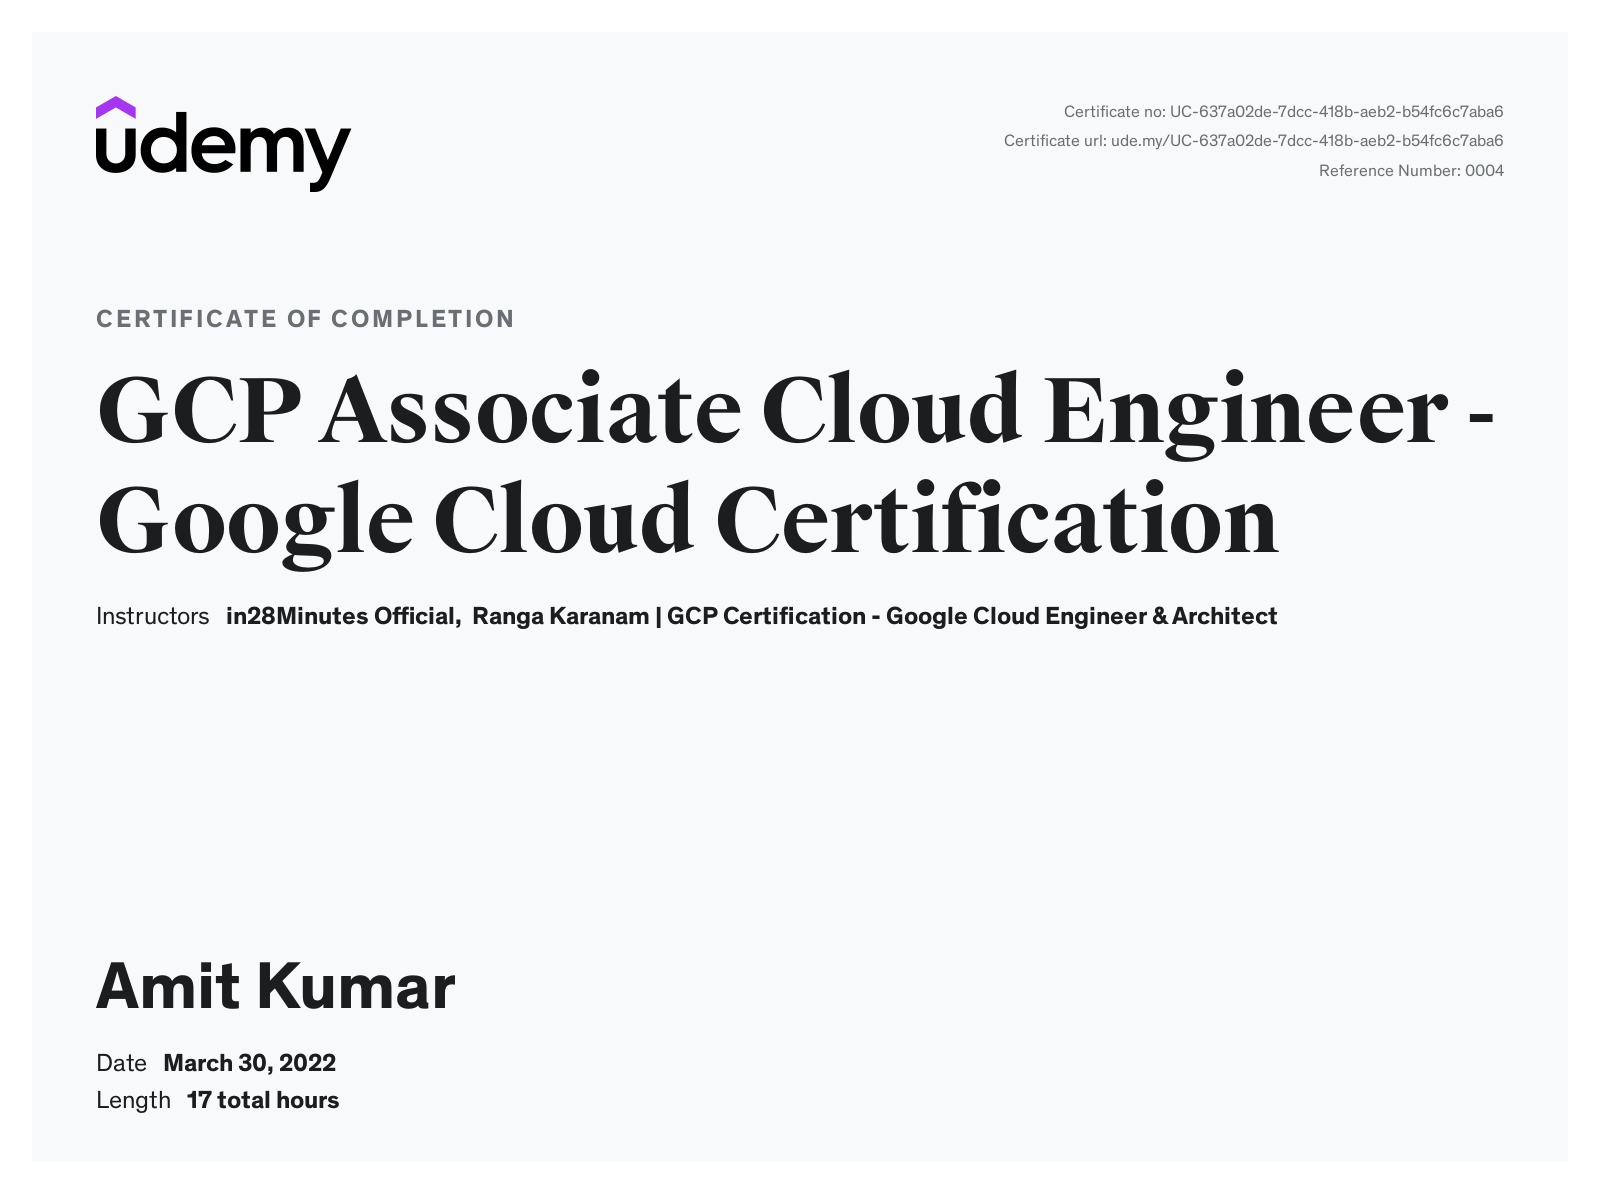 udemy
Certificate no: UC-637a02de-7dcc-418b-aeb2-b54fc6c7aba6
Certificate url: ude.my/UC-637a02de-7dcc-418b-aeb2-b54fc6c7aba6
Reference Number: 0004
CERTIFICATE OF COMPLETION
GCP Associate Cloud Engineer -
Google Cloud Certification
Instructors in28Minutes Official, Ranga Karanam | GCP Certification - Google Cloud Engineer & Architect
Amit Kumar
Date March 30, 2022
Length 17 total hours